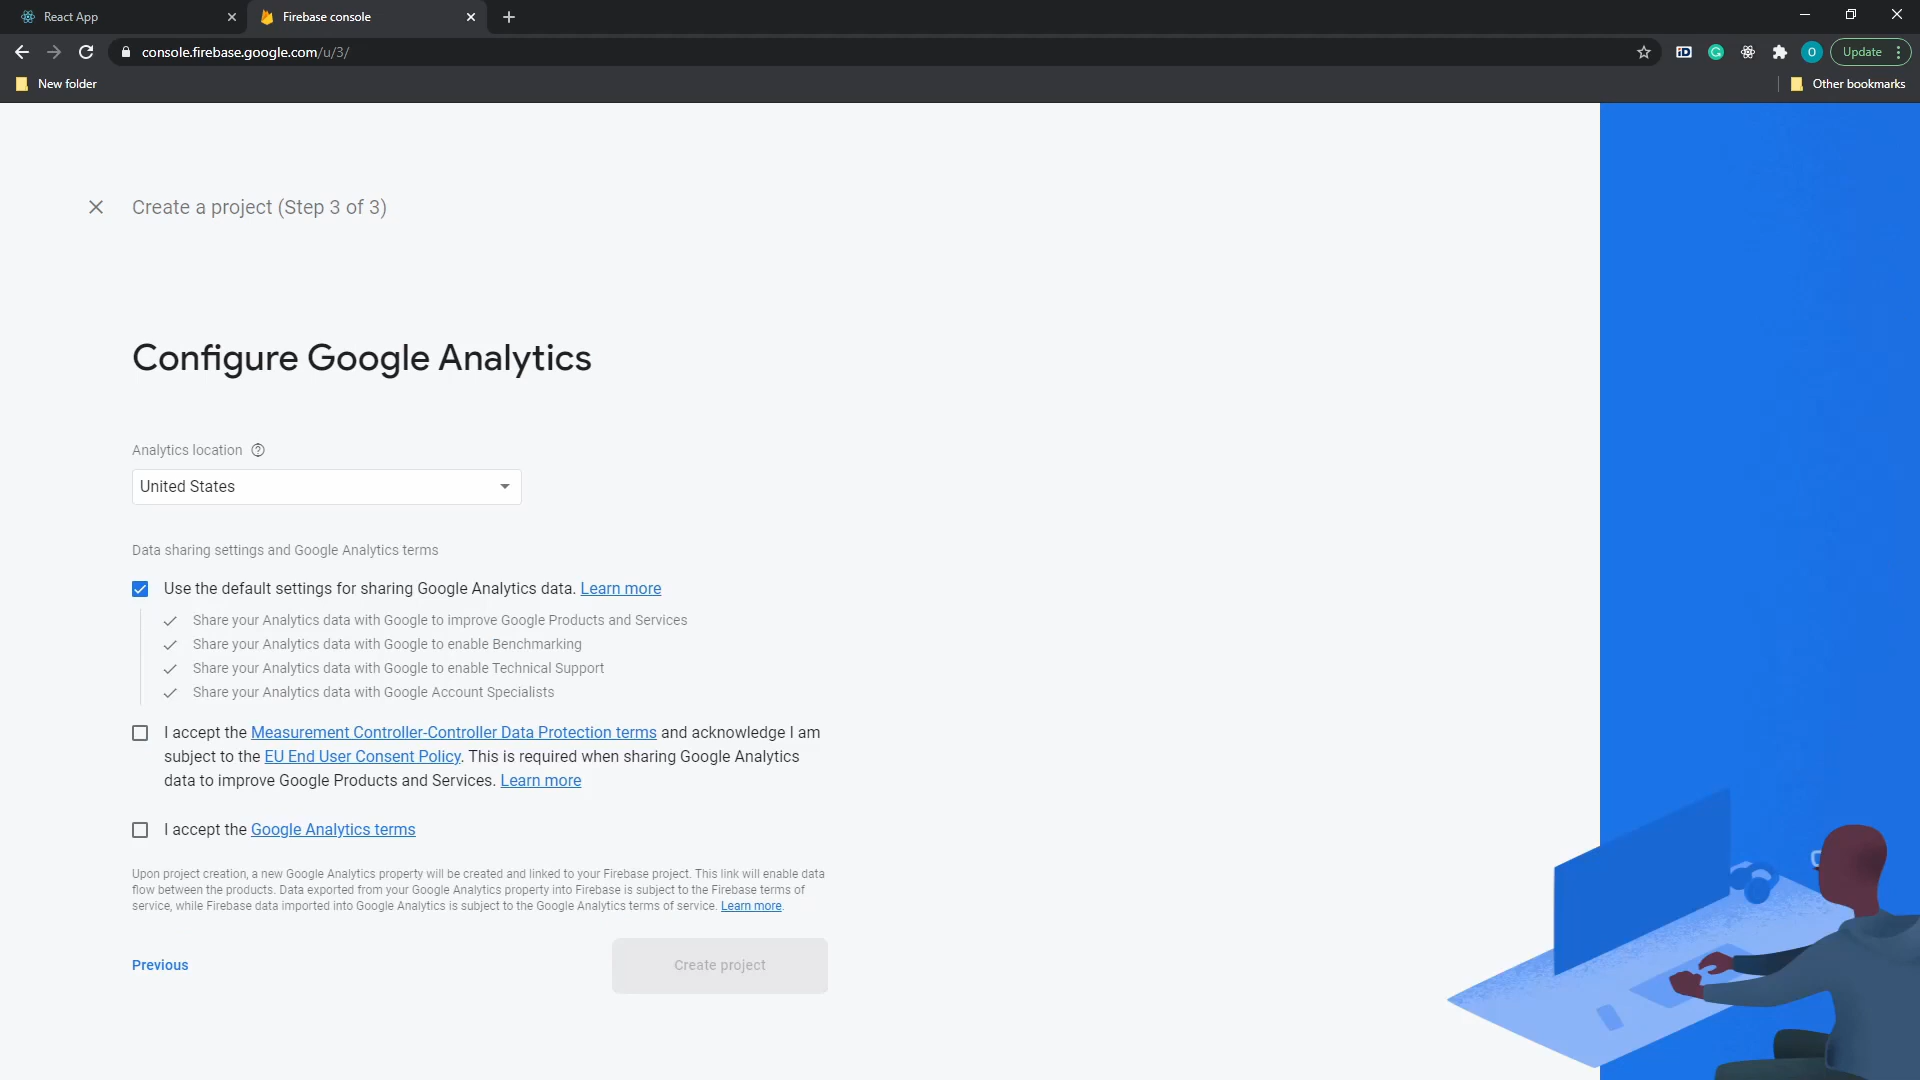 React App
Firebase console
console.firebase.google.com/u/3/
Update
New folder
Other bookmarks
Create a project (Step 3 of 3)
Configure Google Analytics
Analytics location
United States
Data sharing settings and Google Analytics terms
Use the default settings for sharing Google Analytics data. Learn more
Share your Analytics data with Google to improve Google Products and Services
Share your Analytics data with Google to enable Benchmarking
Share your Analytics data with Google to enable Technical Support
Share your Analytics data with Google Account Specialists
I accept the Measurement Controller-Controller Data Protection terms and acknowledge I am
subject to the EU End User Consent Policy. This is required when sharing Google Analytics
data to improve Google Products and Services. Learn more
I accept the Google Analytics terms
Upon project creation, a new Google Analytics property will be created and linked to your Firebase project. This link will enable data
flow between the products. Data exported from your Google Analytics property into Firebase is subject to the Firebase terms of
service, while Firebase data imported into Google Analytics is subject to the Google Analytics terms of service. Learn more.
Previous
Create project